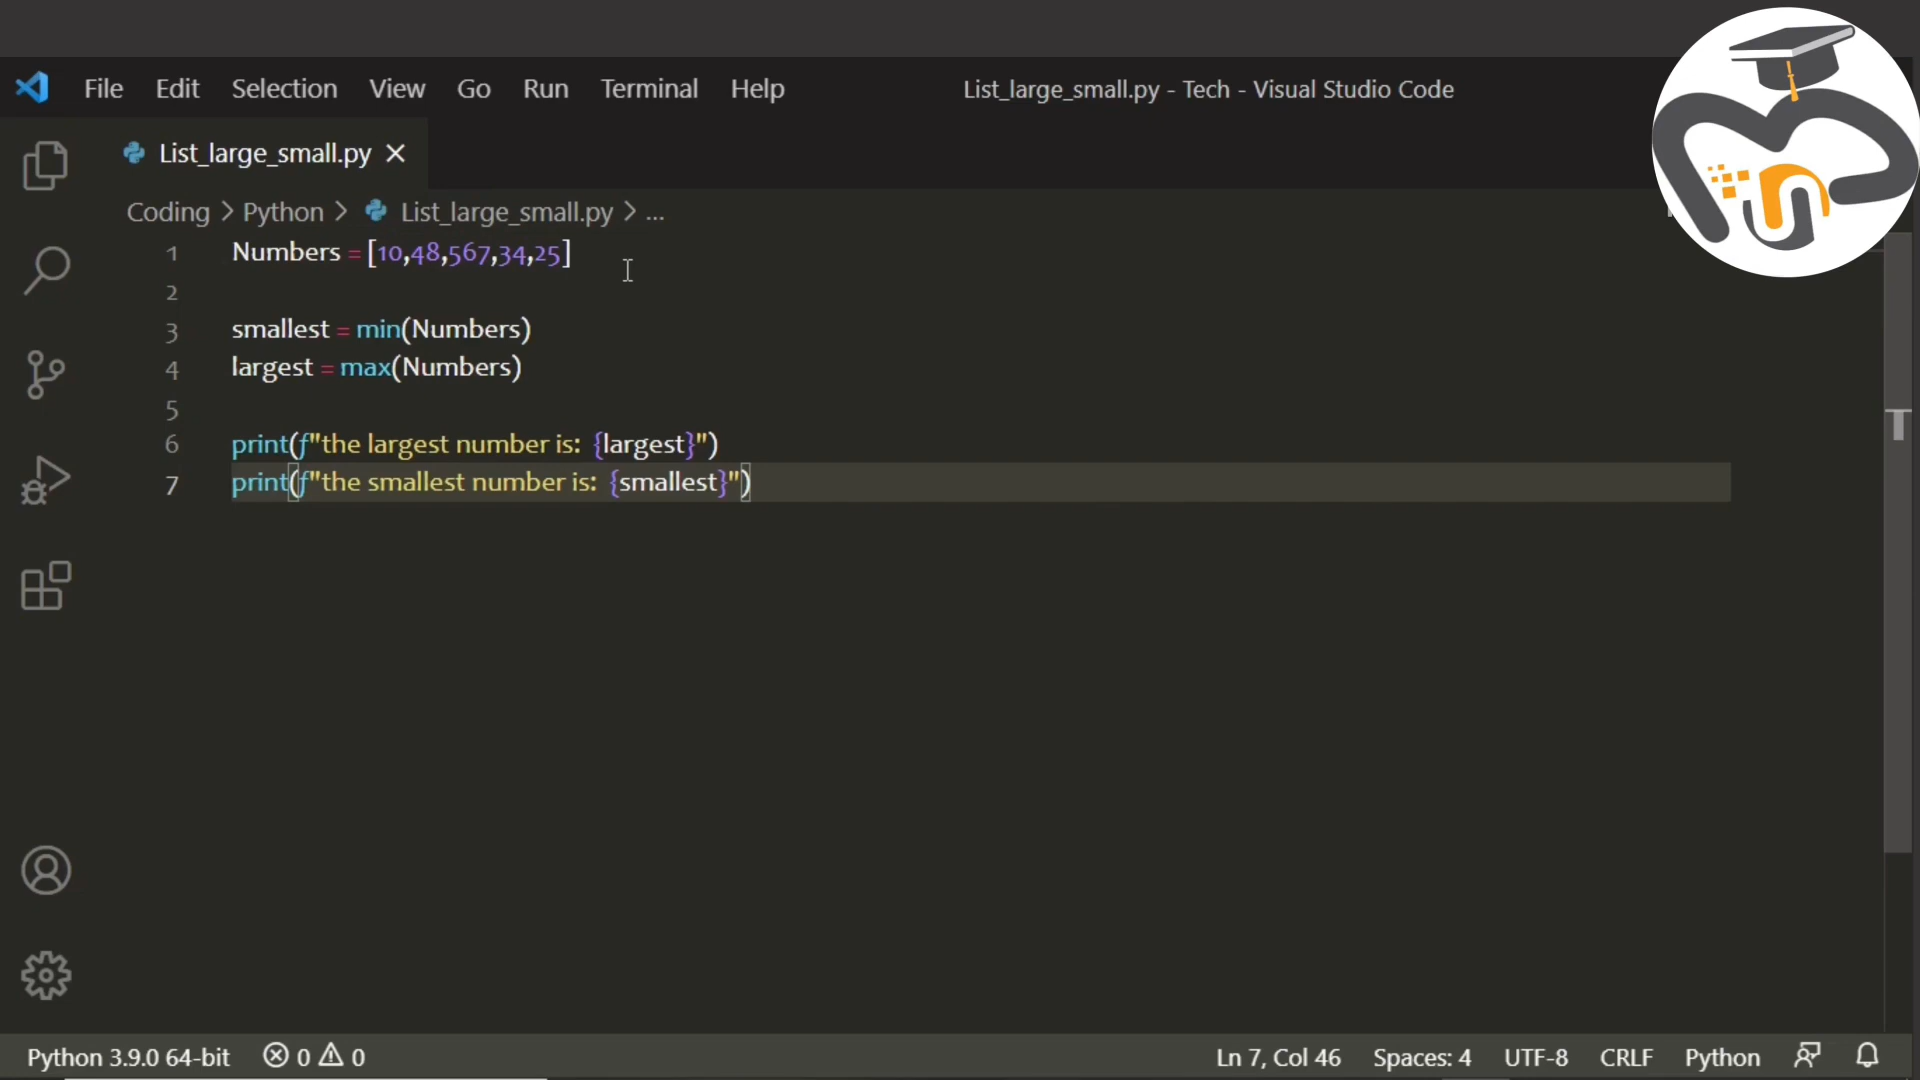 File Edit Selection View Go Run Terminal Help List_large_small.py - Tech - Visual Studio Code
List_large_small.py
Coding > Python > List_large_small.py > ...
1 Numbers = [10,48,567,34,25]
2
3 smallest = min(Numbers)
4 largest = max(Numbers)
5
6 print(f"the largest number is: {largest}")
7 print(f"the smallest number is: {smallest}")
Python 3.9.0 64-bit 0 0 Ln 7, Col 46 Spaces: 4 UTF-8 CRLF Python